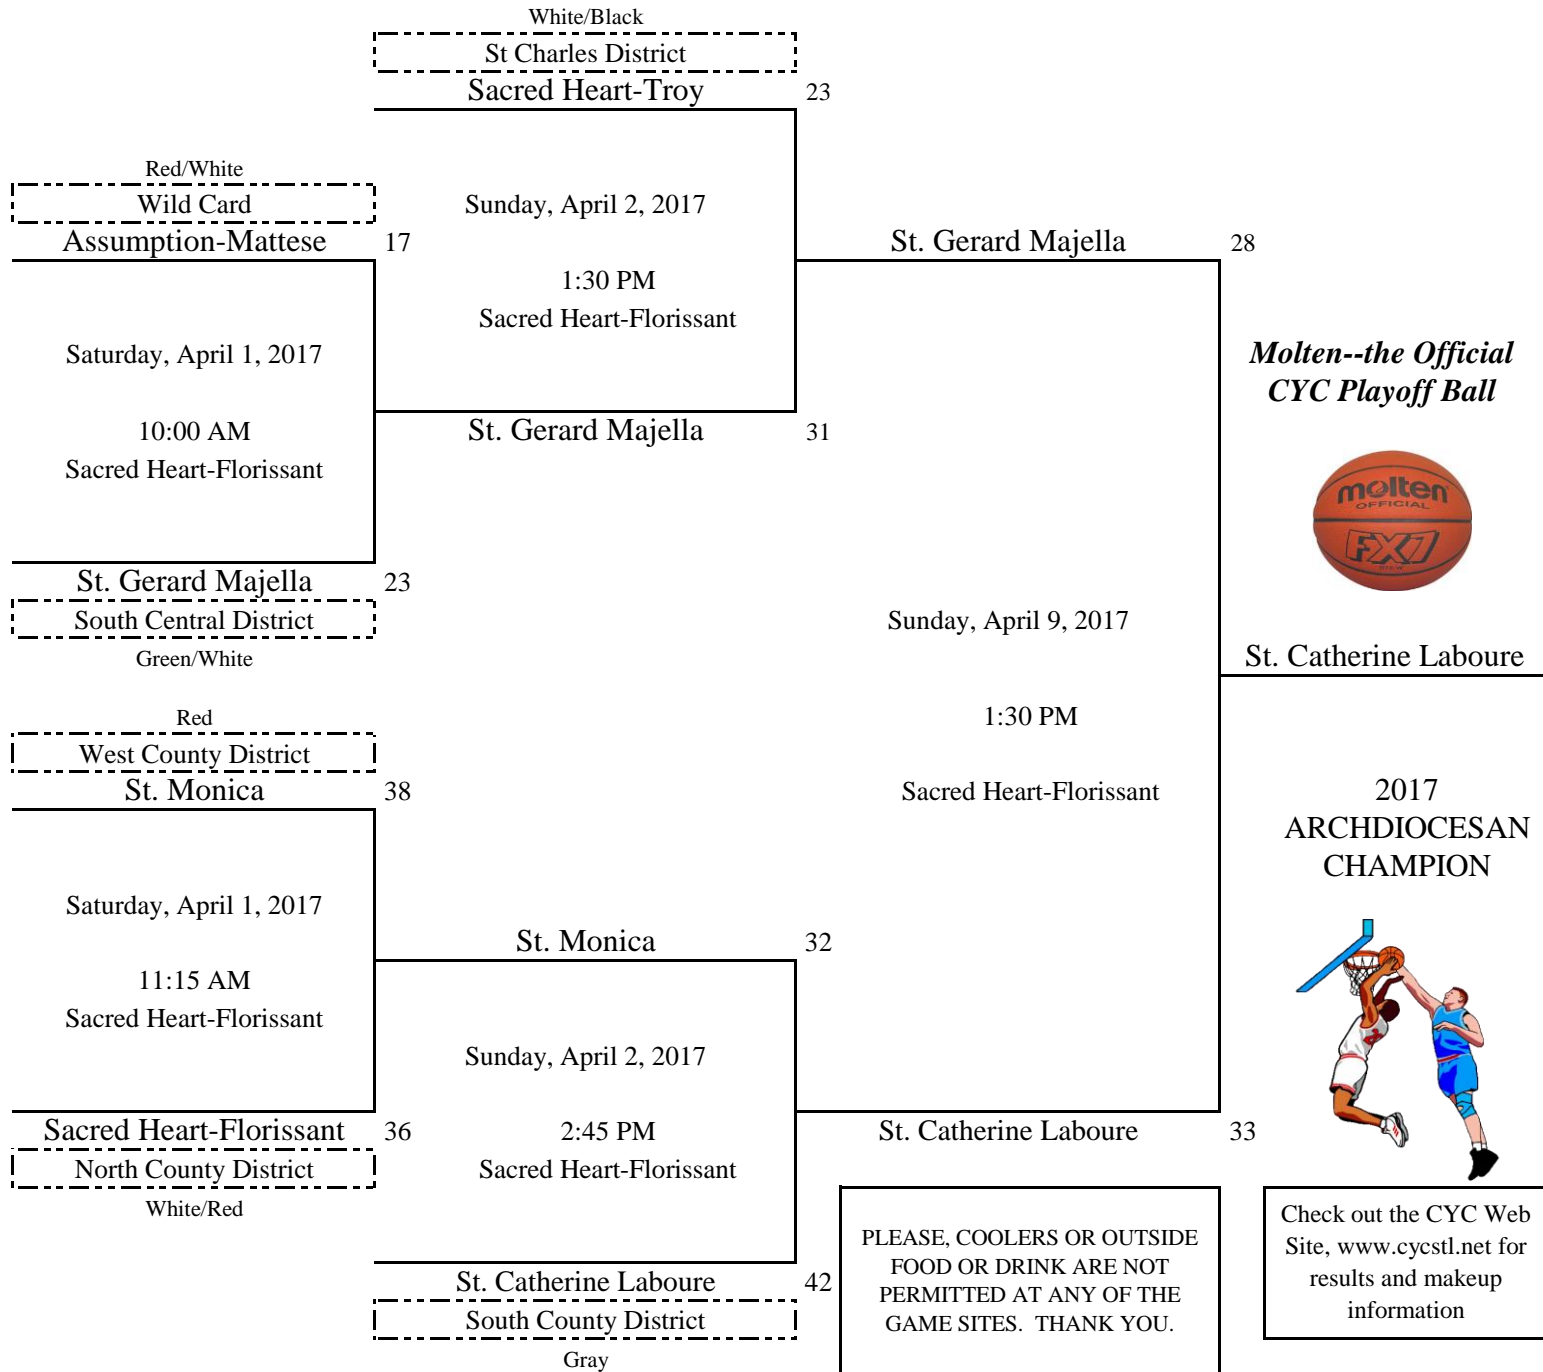 White/Black
St Charles District
Sacred Heart-Troy 23
Red/White
Wild Card
Assumption-Mattese 17
Sunday, April 2, 2017
1:30 PM
Sacred Heart-Florissant
St. Gerard Majella 28
Saturday, April 1, 2017
10:00 AM
Sacred Heart-Florissant
St. Gerard Majella 31
Molten--the Official
CYC Playoff Ball
molten
OFFICIAL
FX7
St. Gerard Majella 23
South Central District
Green/White
Sunday, April 9, 2017
1:30 PM
Sacred Heart-Florissant
St. Catherine Laboure
2017
ARCHDIOCESAN
CHAMPION
Red
West County District
St. Monica 38
Saturday, April 1, 2017
11:15 AM
Sacred Heart-Florissant
St. Monica 32
Sunday, April 2, 2017
2:45 PM
Sacred Heart-Florissant
Sacred Heart-Florissant 36
North County District
White/Red
St. Catherine Laboure 33
St. Catherine Laboure 42
South County District
Gray
PLEASE, COOLERS OR OUTSIDE
FOOD OR DRINK ARE NOT
PERMITTED AT ANY OF THE
GAME SITES. THANK YOU.
Check out the CYC Web
Site, www.cycstl.net for
results and makeup
information